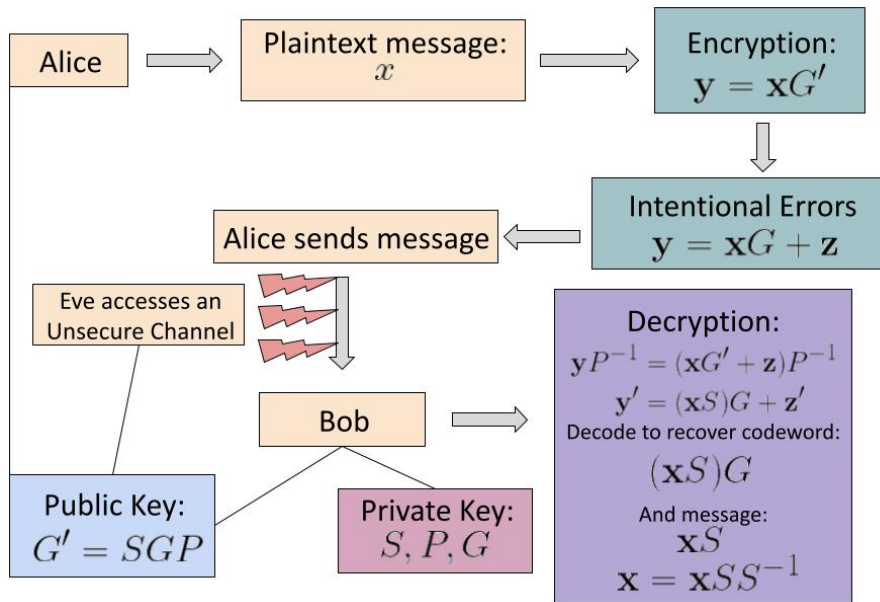 Alice
Plaintext message:
x
Encryption:
y = xG′
Intentional Errors
y = xG + z
Alice sends message
Eve accesses an
Unsecure Channel
Bob
Public Key:
G′ = SGP
Private Key:
S, P, G
Decryption:
yP⁻¹ = (xG′ + z)P⁻¹
y′ = (xS)G + z′
Decode to recover codeword:
(xS)G
And message:
xS
x = xSS⁻¹